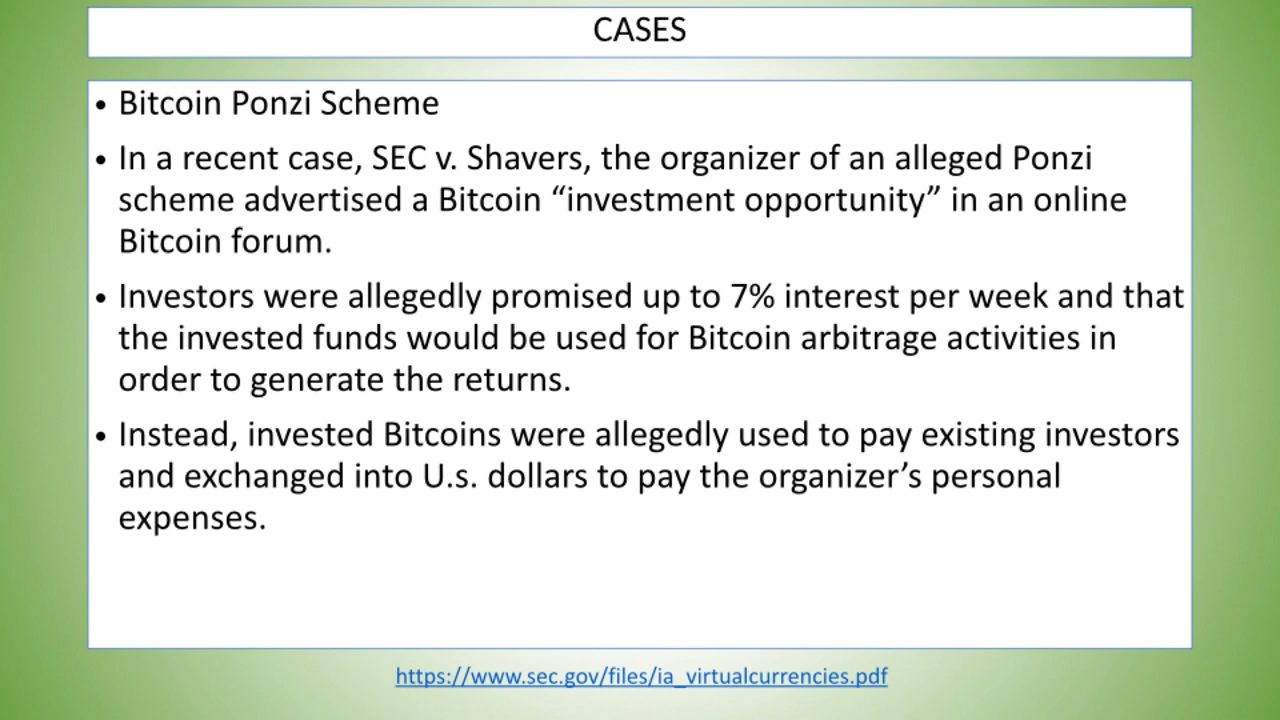 CASES
• Bitcoin Ponzi Scheme
• In a recent case, SEC v. Shavers, the organizer of an alleged Ponzi
scheme advertised a Bitcoin “investment opportunity” in an online
Bitcoin forum.
• Investors were allegedly promised up to 7% interest per week and that
the invested funds would be used for Bitcoin arbitrage activities in
order to generate the returns.
• Instead, invested Bitcoins were allegedly used to pay existing investors
and exchanged into U.s. dollars to pay the organizer’s personal
expenses.
https://www.sec.gov/files/ia_virtualcurrencies.pdf